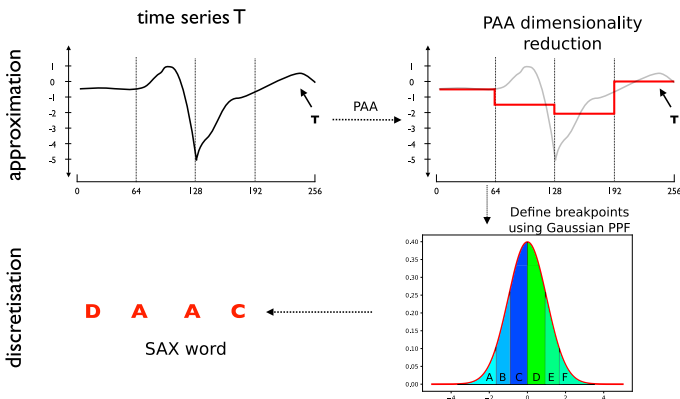 time series T
PAA dimensionality
reduction
approximation
1
0
-1
-2
-3
-4
-5
0
64
128
192
256
T
PAA
1
0
-1
-2
-3
-4
-5
0
64
128
192
256
T
Define breakpoints
using Gaussian PPF
discretisation
D A A C
SAX word
0.40
0.35
0.30
0.25
0.20
0.15
0.10
0.05
0.00
A B C D E F
−4
−2
0
2
4